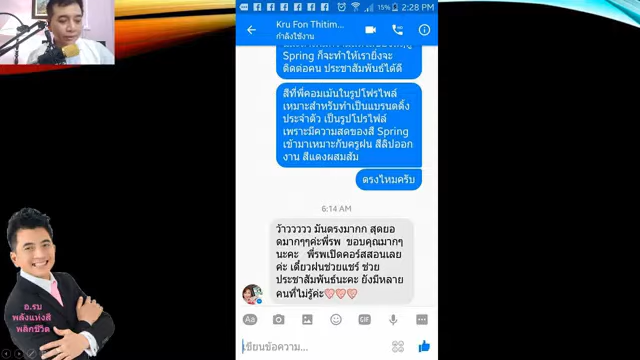 15% 2:28 PM
Kru Fon Thitim...
กำลังใช้งาน
Spring ก็จะทำให้เรายิ่งจะ
ติดต่อคน ประชาสัมพันธ์ได้ดี
สีที่พี่คอมเม้นในรูปโฟรไพล์
เหมาะสำหรับทำเป็นแบรนตดิ้ง
ประจำตัว เป็นรูปโปรไฟล์
เพราะมีความสดของสี Spring
เข้ามาเหมาะกับครูฝน สีลิปออก
งาน สีแดงผสมส้ม
ตรงไหมครับ
6:14 AM
ว้าววววว มันตรงมากก สุดยอ
ดมากๆๆค่ะพี่รพ ขอบคุณมากๆ
นะคะ พี่รพเปิดคอร์สสอนเลย
ค่ะ เดี๋ยวฝนช่วยแชร์ ช่วย
ประชาสัมพันธ์นะคะ ยังมีหลาย
คนที่ไม่รู้ค่ะ
Aa
GIF
เขียนข้อความ...
อ.รบ
พลังแห่งสี
พลิกชีวิต